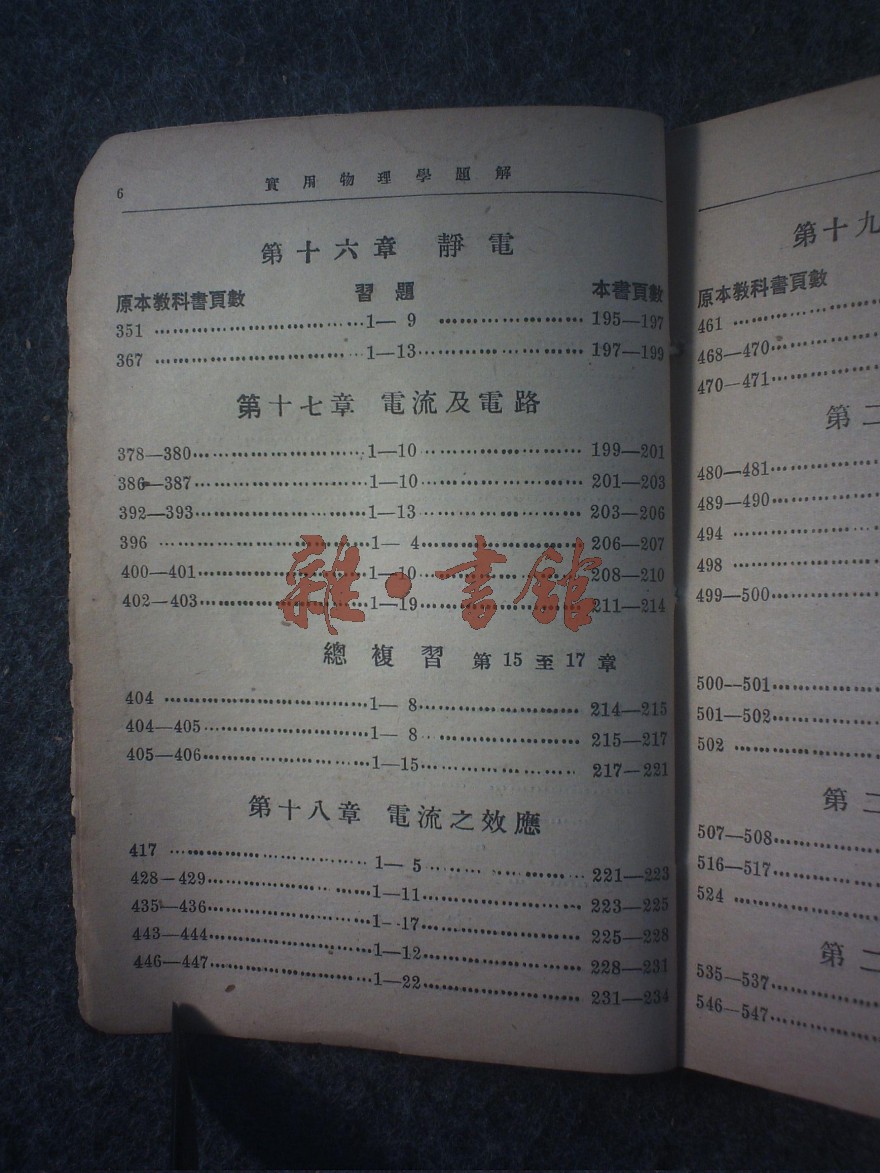 6 實用物理學題解
第十六章 靜電
原本教科書頁數 習題 本書頁數
351 1—9 195—197
367 1—13 197—199
第十七章 電流及電路
378—380 1—10 199—201
386—387 1—10 201—203
392—393 1—13 203—206
396 1—4 206—207
400—401 1—10 208—210
402—403 1—19 211—214
總複習 第15至17章
404 1—8 214—215
404—405 1—8 215—217
405—406 1—15 217—221
第十八章 電流之效應
417 1—5 221—223
428—429 1—11 223—225
435—436 1—17 225—228
443—444 1—12 228—231
446—447 1—22 231—234
雜·書館
第十九
原本教科書頁數
461
468—470
470—471
第二
480—481
489—490
494
498
499—500
500—501
501—502
502
第二
507—508
516—517
524
第二
535—537
546—547